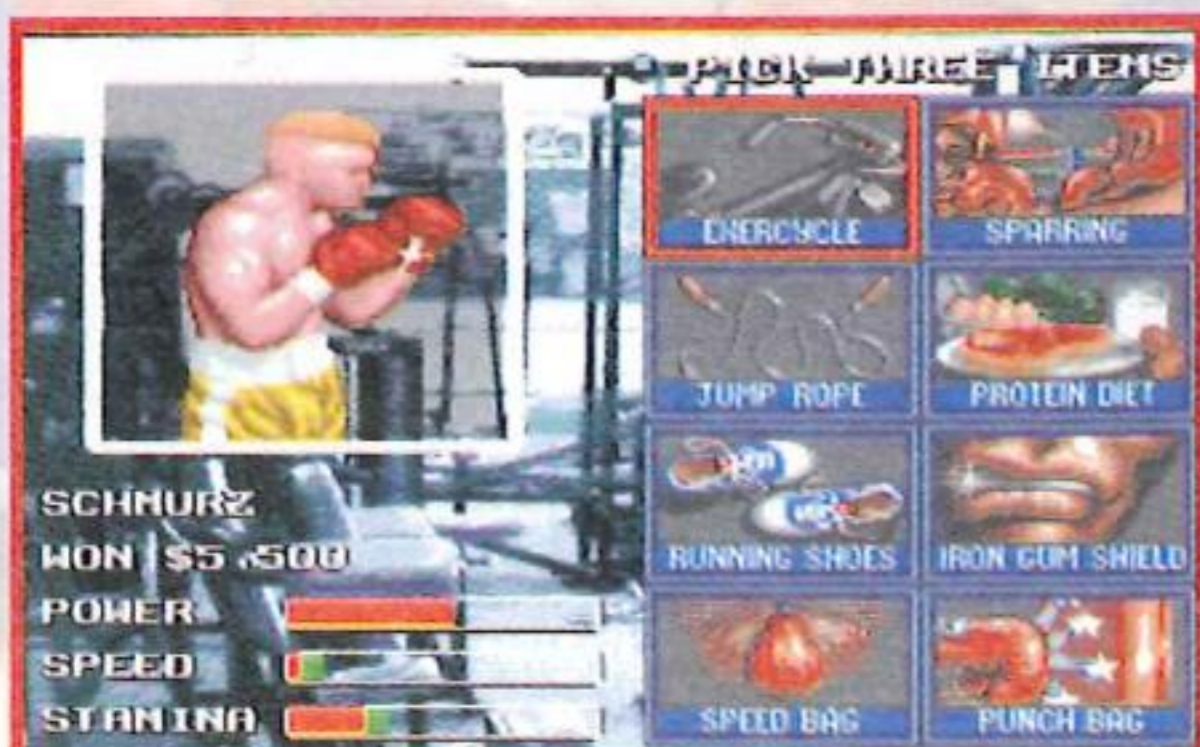 PICK THREE ITEMS
EXERCYCLE
SPARRING
JUMP ROPE
PROTEIN DIET
RUNNING SHOES
IRON GUM SHIELD
SPEED BAG
PUNCH BAG
SCHMURZ
WON $5,500
POWER
SPEED
STAMINA